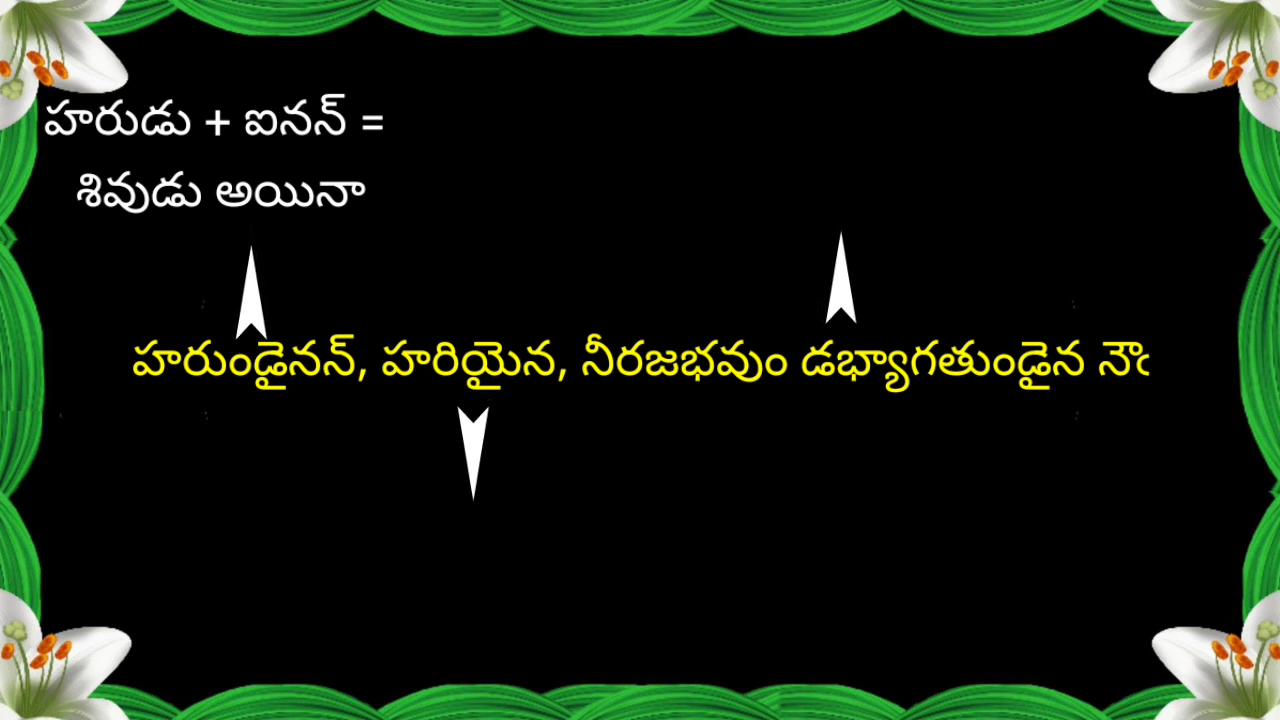 హరుడు + ఐనన్ =
శివుడు అయినా
హరుండైనన్, హరియైన, నీరజభవుం డభ్యాగతుండైన నౌఁ